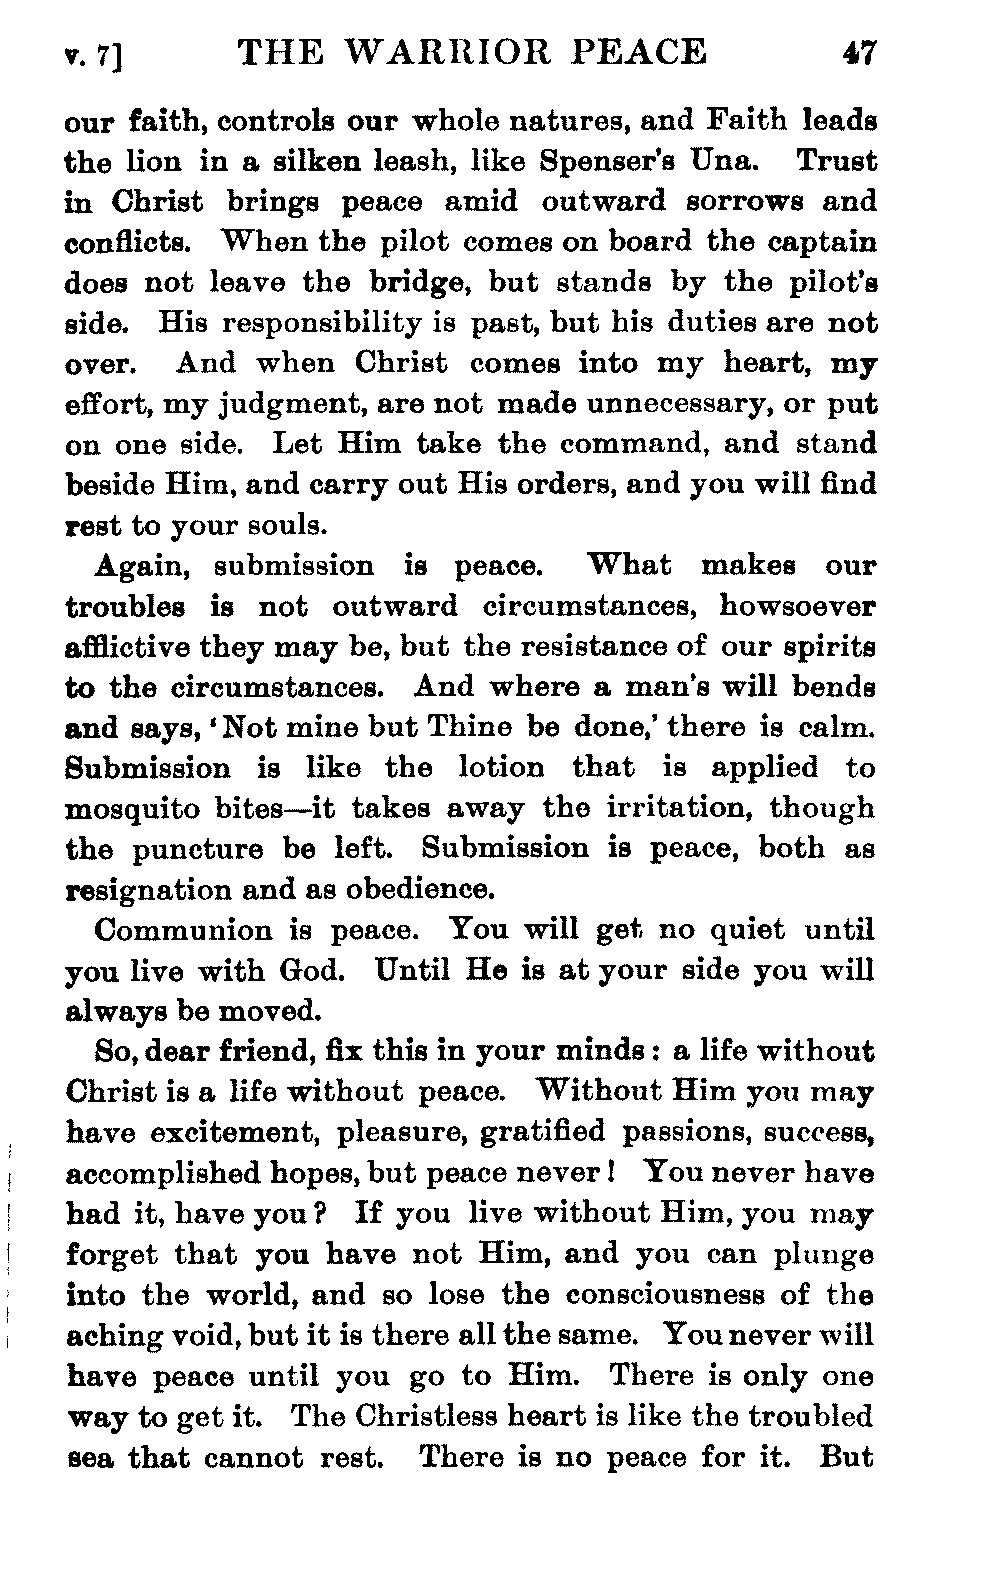 v. 7] THE WARRIOR PEACE 47
our faith, controls our whole natures, and Faith leads
the lion in a silken leash, like Spenser's Una. Trust
in Christ brings peace amid outward sorrows and
conflicts. When the pilot comes on board the captain
does not leave the bridge, but stands by the pilot's
side. His responsibility is past, but his duties are not
over. And when Christ comes into my heart, my
effort, my judgment, are not made unnecessary, or put
on one side. Let Him take the command, and stand
beside Him, and carry out His orders, and you will find
rest to your souls.
Again, submission is peace. What makes our
troubles is not outward circumstances, howsoever
afflictive they may be, but the resistance of our spirits
to the circumstances. And where a man's will bends
and says, 'Not mine but Thine be done,' there is calm.
Submission is like the lotion that is applied to
mosquito bites—it takes away the irritation, though
the puncture be left. Submission is peace, both as
resignation and as obedience.
Communion is peace. You will get no quiet until
you live with God. Until He is at your side you will
always be moved.
So, dear friend, fix this in your minds: a life without
Christ is a life without peace. Without Him you may
have excitement, pleasure, gratified passions, success,
accomplished hopes, but peace never! You never have
had it, have you? If you live without Him, you may
forget that you have not Him, and you can plunge
into the world, and so lose the consciousness of the
aching void, but it is there all the same. You never will
have peace until you go to Him. There is only one
way to get it. The Christless heart is like the troubled
sea that cannot rest. There is no peace for it. But